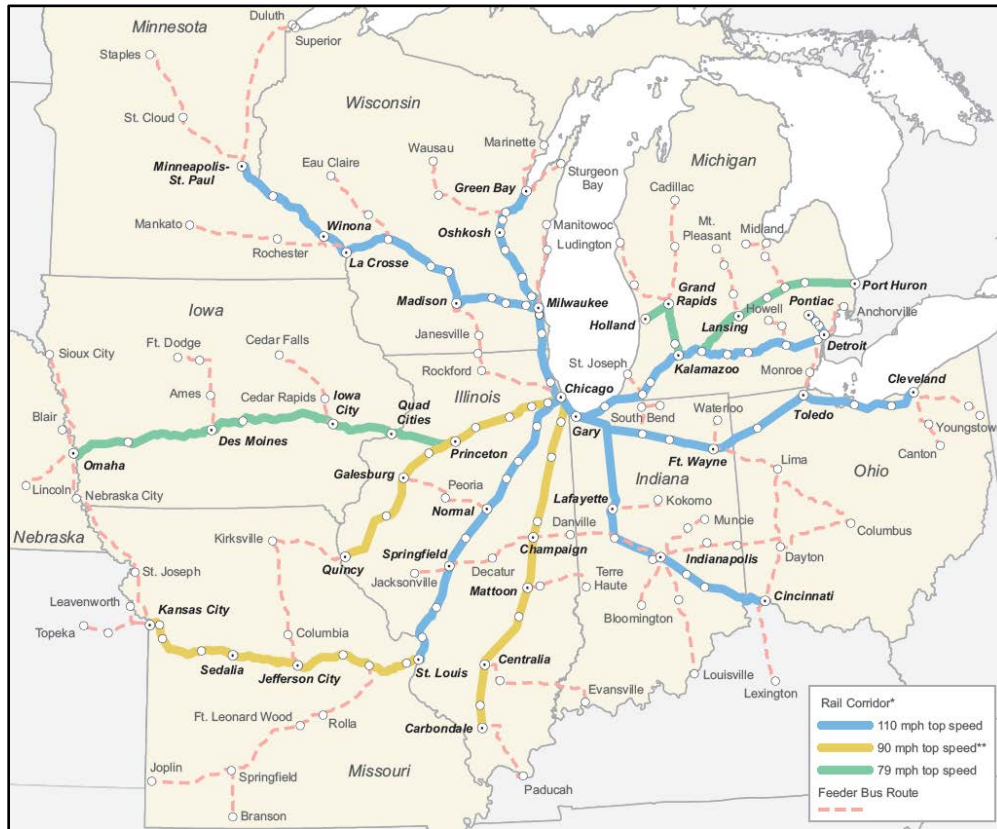 Minnesota
Duluth
Superior
Staples
St. Cloud
Wisconsin
Minneapolis-
St. Paul
Eau Claire
Wausau
Marinette
Green Bay
Sturgeon
Bay
Michigan
Cadillac
Mankato
Winona
Rochester
La Crosse
Oshkosh
Manitowoc
Ludington
Mt.
Pleasant
Midland
Madison
Milwaukee
Grand
Rapids
Holland
Lansing
Howell
Pontiac
Port Huron
Anchorville
Detroit
Iowa
Janesville
Rockford
Sioux City
Ft. Dodge
Cedar Falls
Illinois
Chicago
St. Joseph
Kalamazoo
Monroe
Cleveland
Blair
Ames
Cedar Rapids
Iowa
City
Quad
Cities
Gary
South Bend
Waterloo
Toledo
Youngstown
Canton
Omaha
Des Moines
Princeton
Ft. Wayne
Lincoln
Nebraska City
Galesburg
Peoria
Normal
Indiana
Lafayette
Kokomo
Lima
Ohio
Nebraska
Kirksville
Quincy
Springfield
Danville
Champaign
Muncie
Columbus
Indianapolis
Dayton
Jacksonville
Decatur
Mattoon
Terre
Haute
St. Joseph
Leavenworth
Kansas City
Topeka
Columbia
Bloomington
Cincinnati
Sedalia
Jefferson City
St. Louis
Centralia
Louisville
Lexington
Evansville
Ft. Leonard Wood
Rolla
Carbondale
Joplin
Springfield
Missouri
Branson
Paducah
Rail Corridor*
110 mph top speed
90 mph top speed**
79 mph top speed
Feeder Bus Route